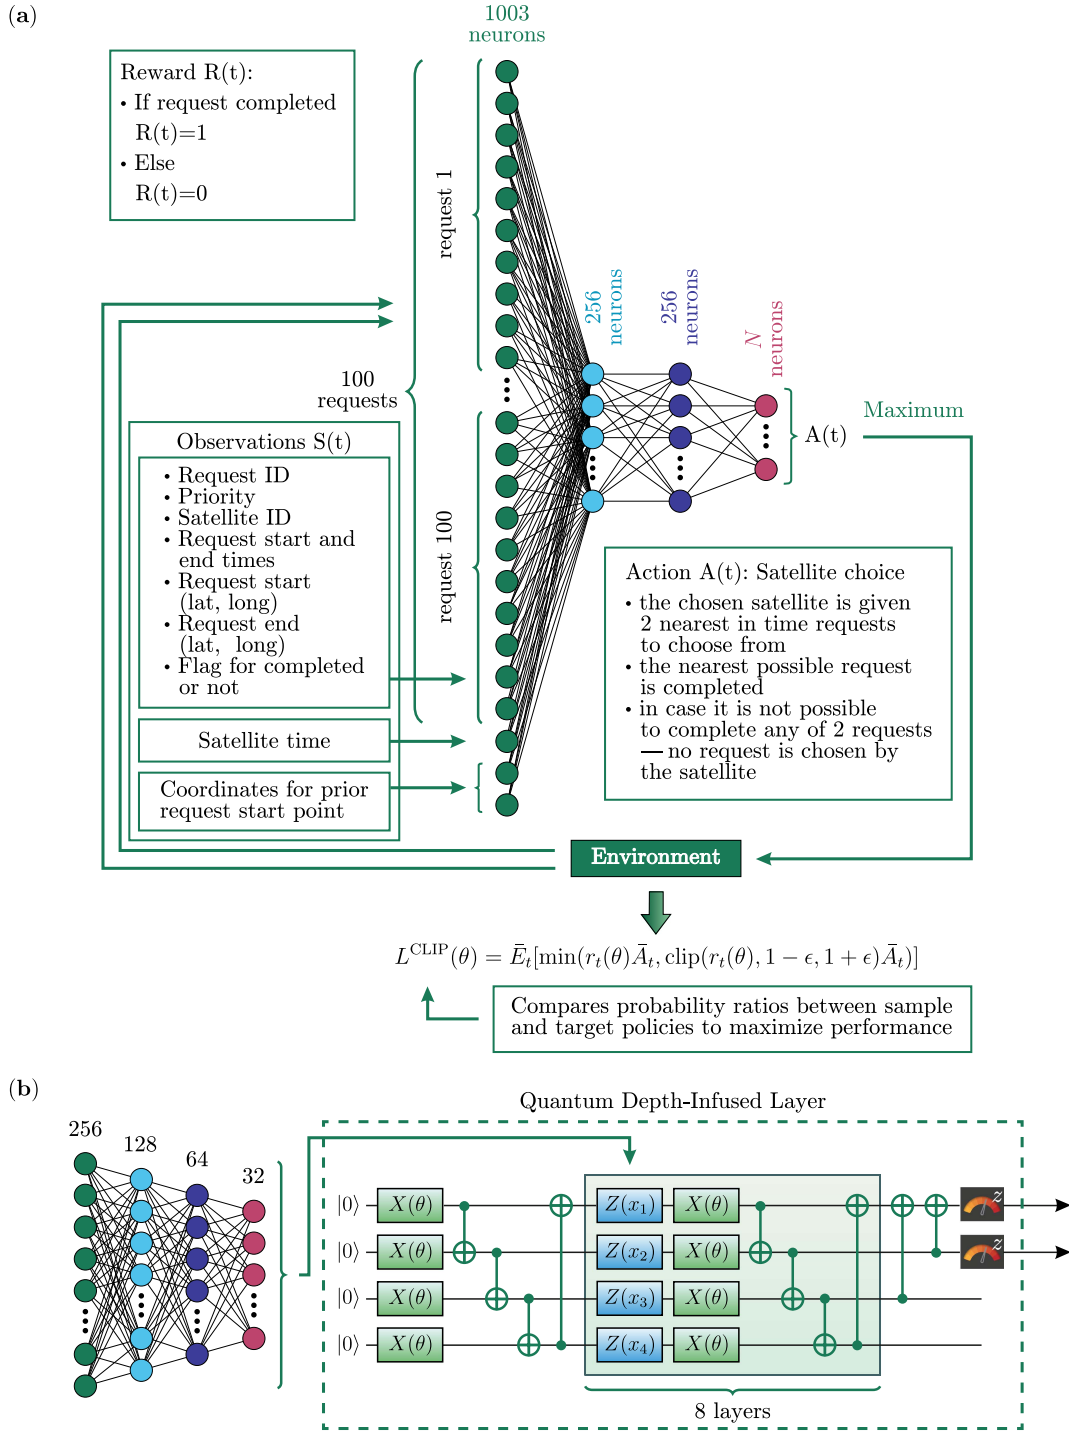 (a)
1003
neurons
Reward R(t):
• If request completed
R(t)=1
• Else
R(t)=0
request 1
100
requests
request 100
256
neurons
256
neurons
N
neurons
A(t)
Maximum
Observations S(t)
• Request ID
• Priority
• Satellite ID
• Request start and
end times
• Request start
(lat, long)
• Request end
(lat, long)
• Flag for completed
or not
Satellite time
Coordinates for prior
request start point
Action A(t): Satellite choice
• the chosen satellite is given
2 nearest in time requests
to choose from
• the nearest possible request
is completed
• in case it is not possible
to complete any of 2 requests
— no request is chosen by
the satellite
Environment
L^{CLIP}(θ) = Ē_t[min(r_t(θ)Ā_t, clip(r_t(θ), 1 − ϵ, 1 + ϵ)Ā_t)]
Compares probability ratios between sample
and target policies to maximize performance
(b)
Quantum Depth-Infused Layer
256
128
64
32
|0⟩ X(θ) Z(x₁) X(θ) z
|0⟩ X(θ) Z(x₂) X(θ)
|0⟩ X(θ) Z(x₃) X(θ)
|0⟩ X(θ) Z(x₄) X(θ)
8 layers